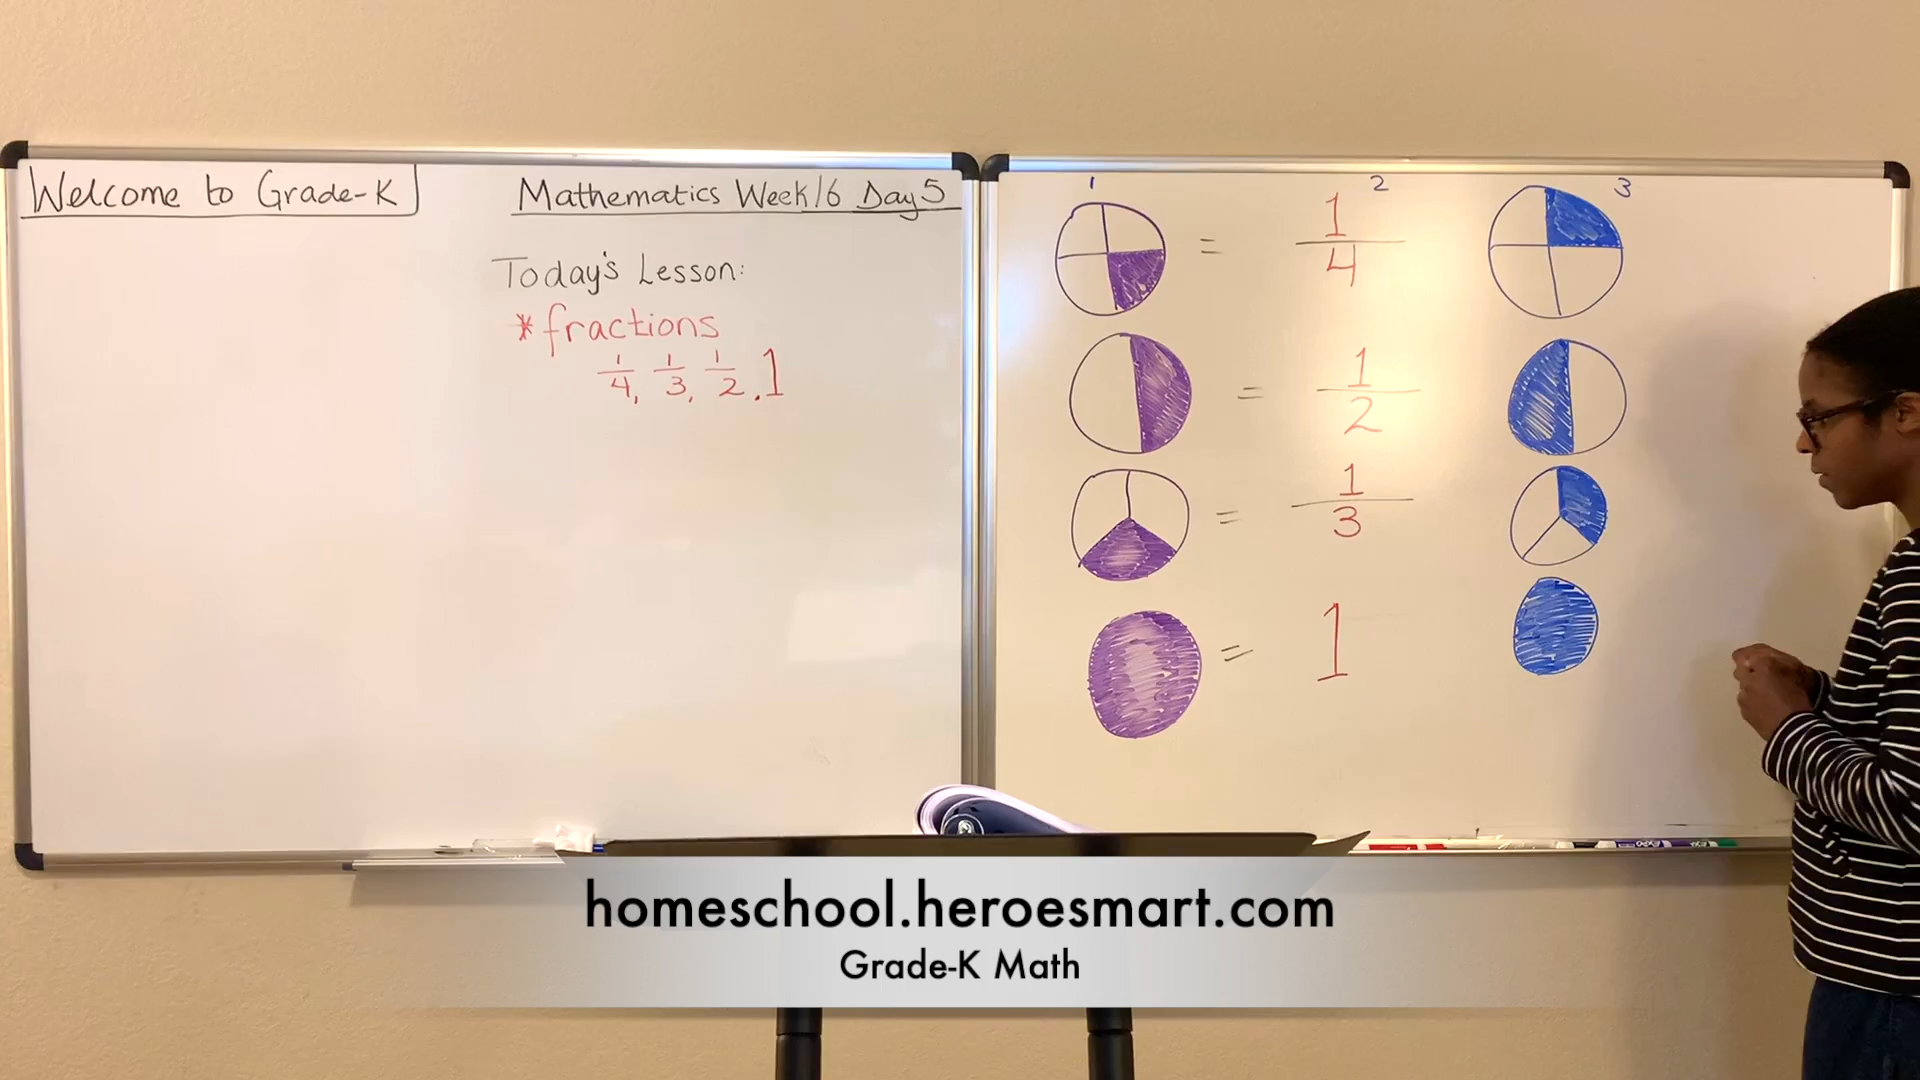 Welcome to Grade-K
Mathematics Week 16 Day 5
Today's Lesson:
*fractions
1/4, 1/3, 1/2, 1
1 2 3
= 1/4
= 1/2
= 1/3
= 1
homeschool.heroesmart.com
Grade-K Math